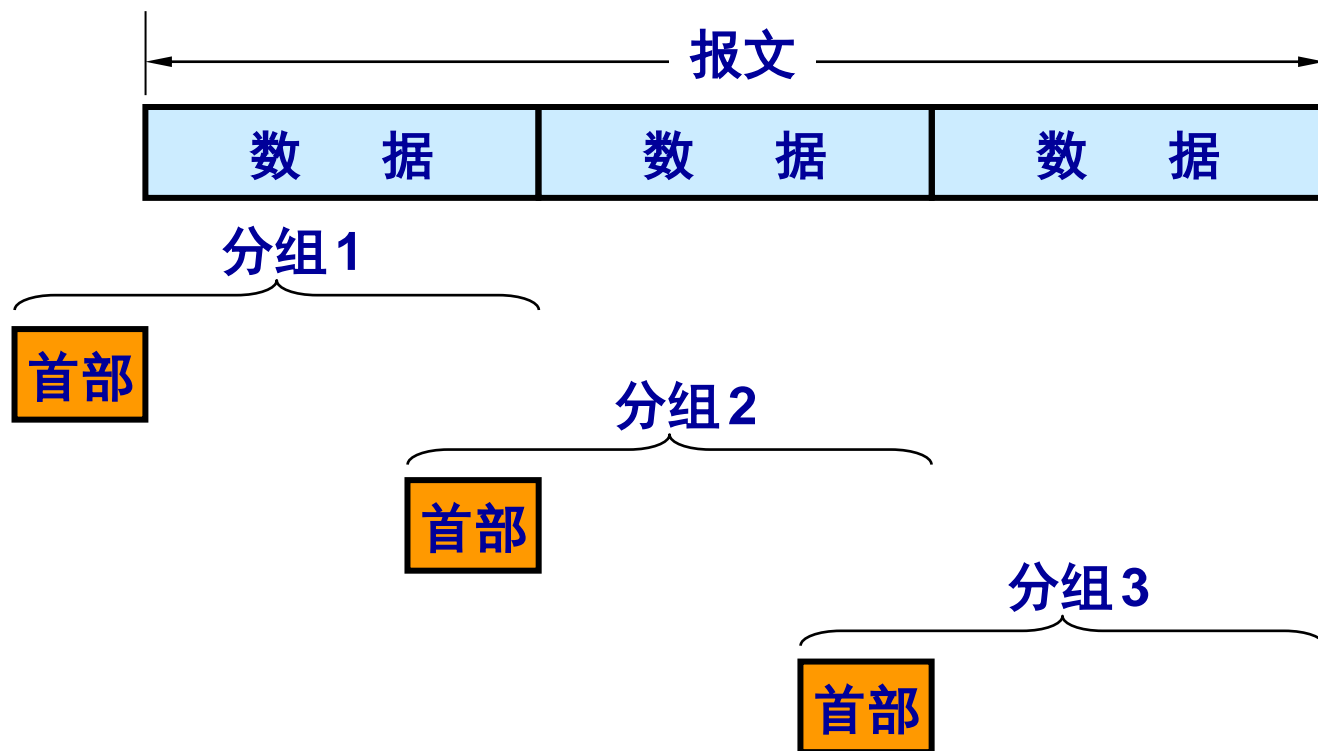 报文
数 据 数 据 数 据
分组1
首部
分组2
首部
分组3
首部